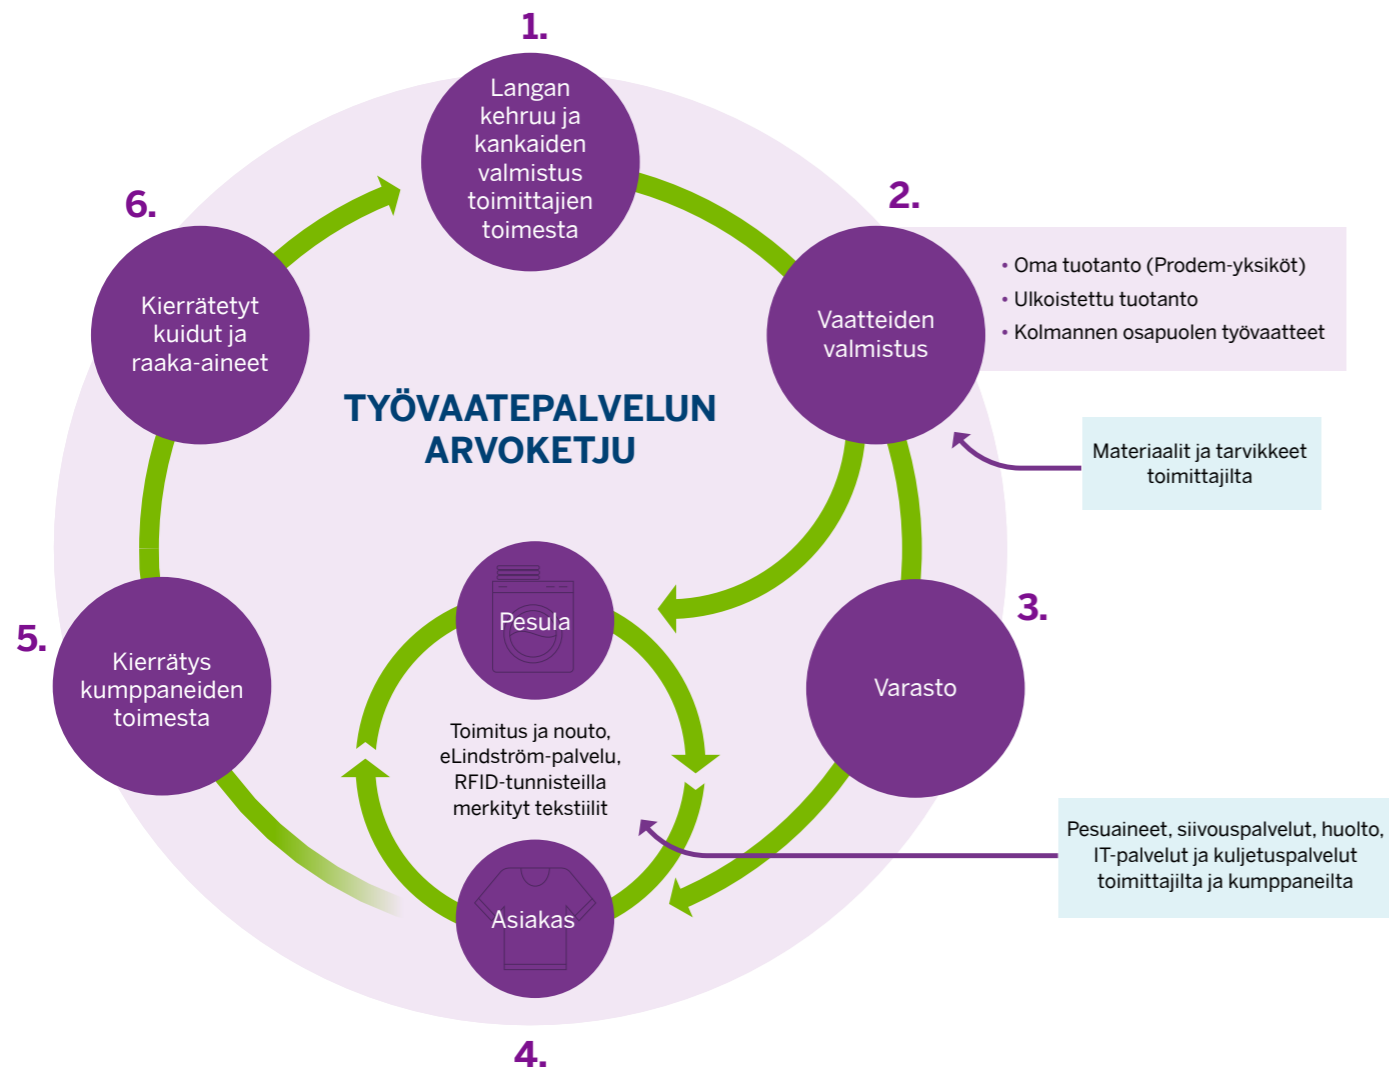 1.
Langan
kehruu ja
kankaiden
valmistus
toimittajien
toimesta
2.
Vaatteiden
valmistus
• Oma tuotanto (Prodem-yksiköt)
• Ulkoistettu tuotanto
• Kolmannen osapuolen työvaatteet
Materiaalit ja tarvikkeet
toimittajilta
6.
Kierrätetyt
kuidut ja
raaka-aineet
TYÖVAATEPALVELUN
ARVOKETJU
3.
Varasto
5.
Kierrätys
kumppaneiden
toimesta
Pesula
Toimitus ja nouto,
eLindström-palvelu,
RFID-tunnisteilla
merkityt tekstiilit
Asiakas
Pesuaineet, siivouspalvelut, huolto,
IT-palvelut ja kuljetuspalvelut
toimittajilta ja kumppaneilta
4.